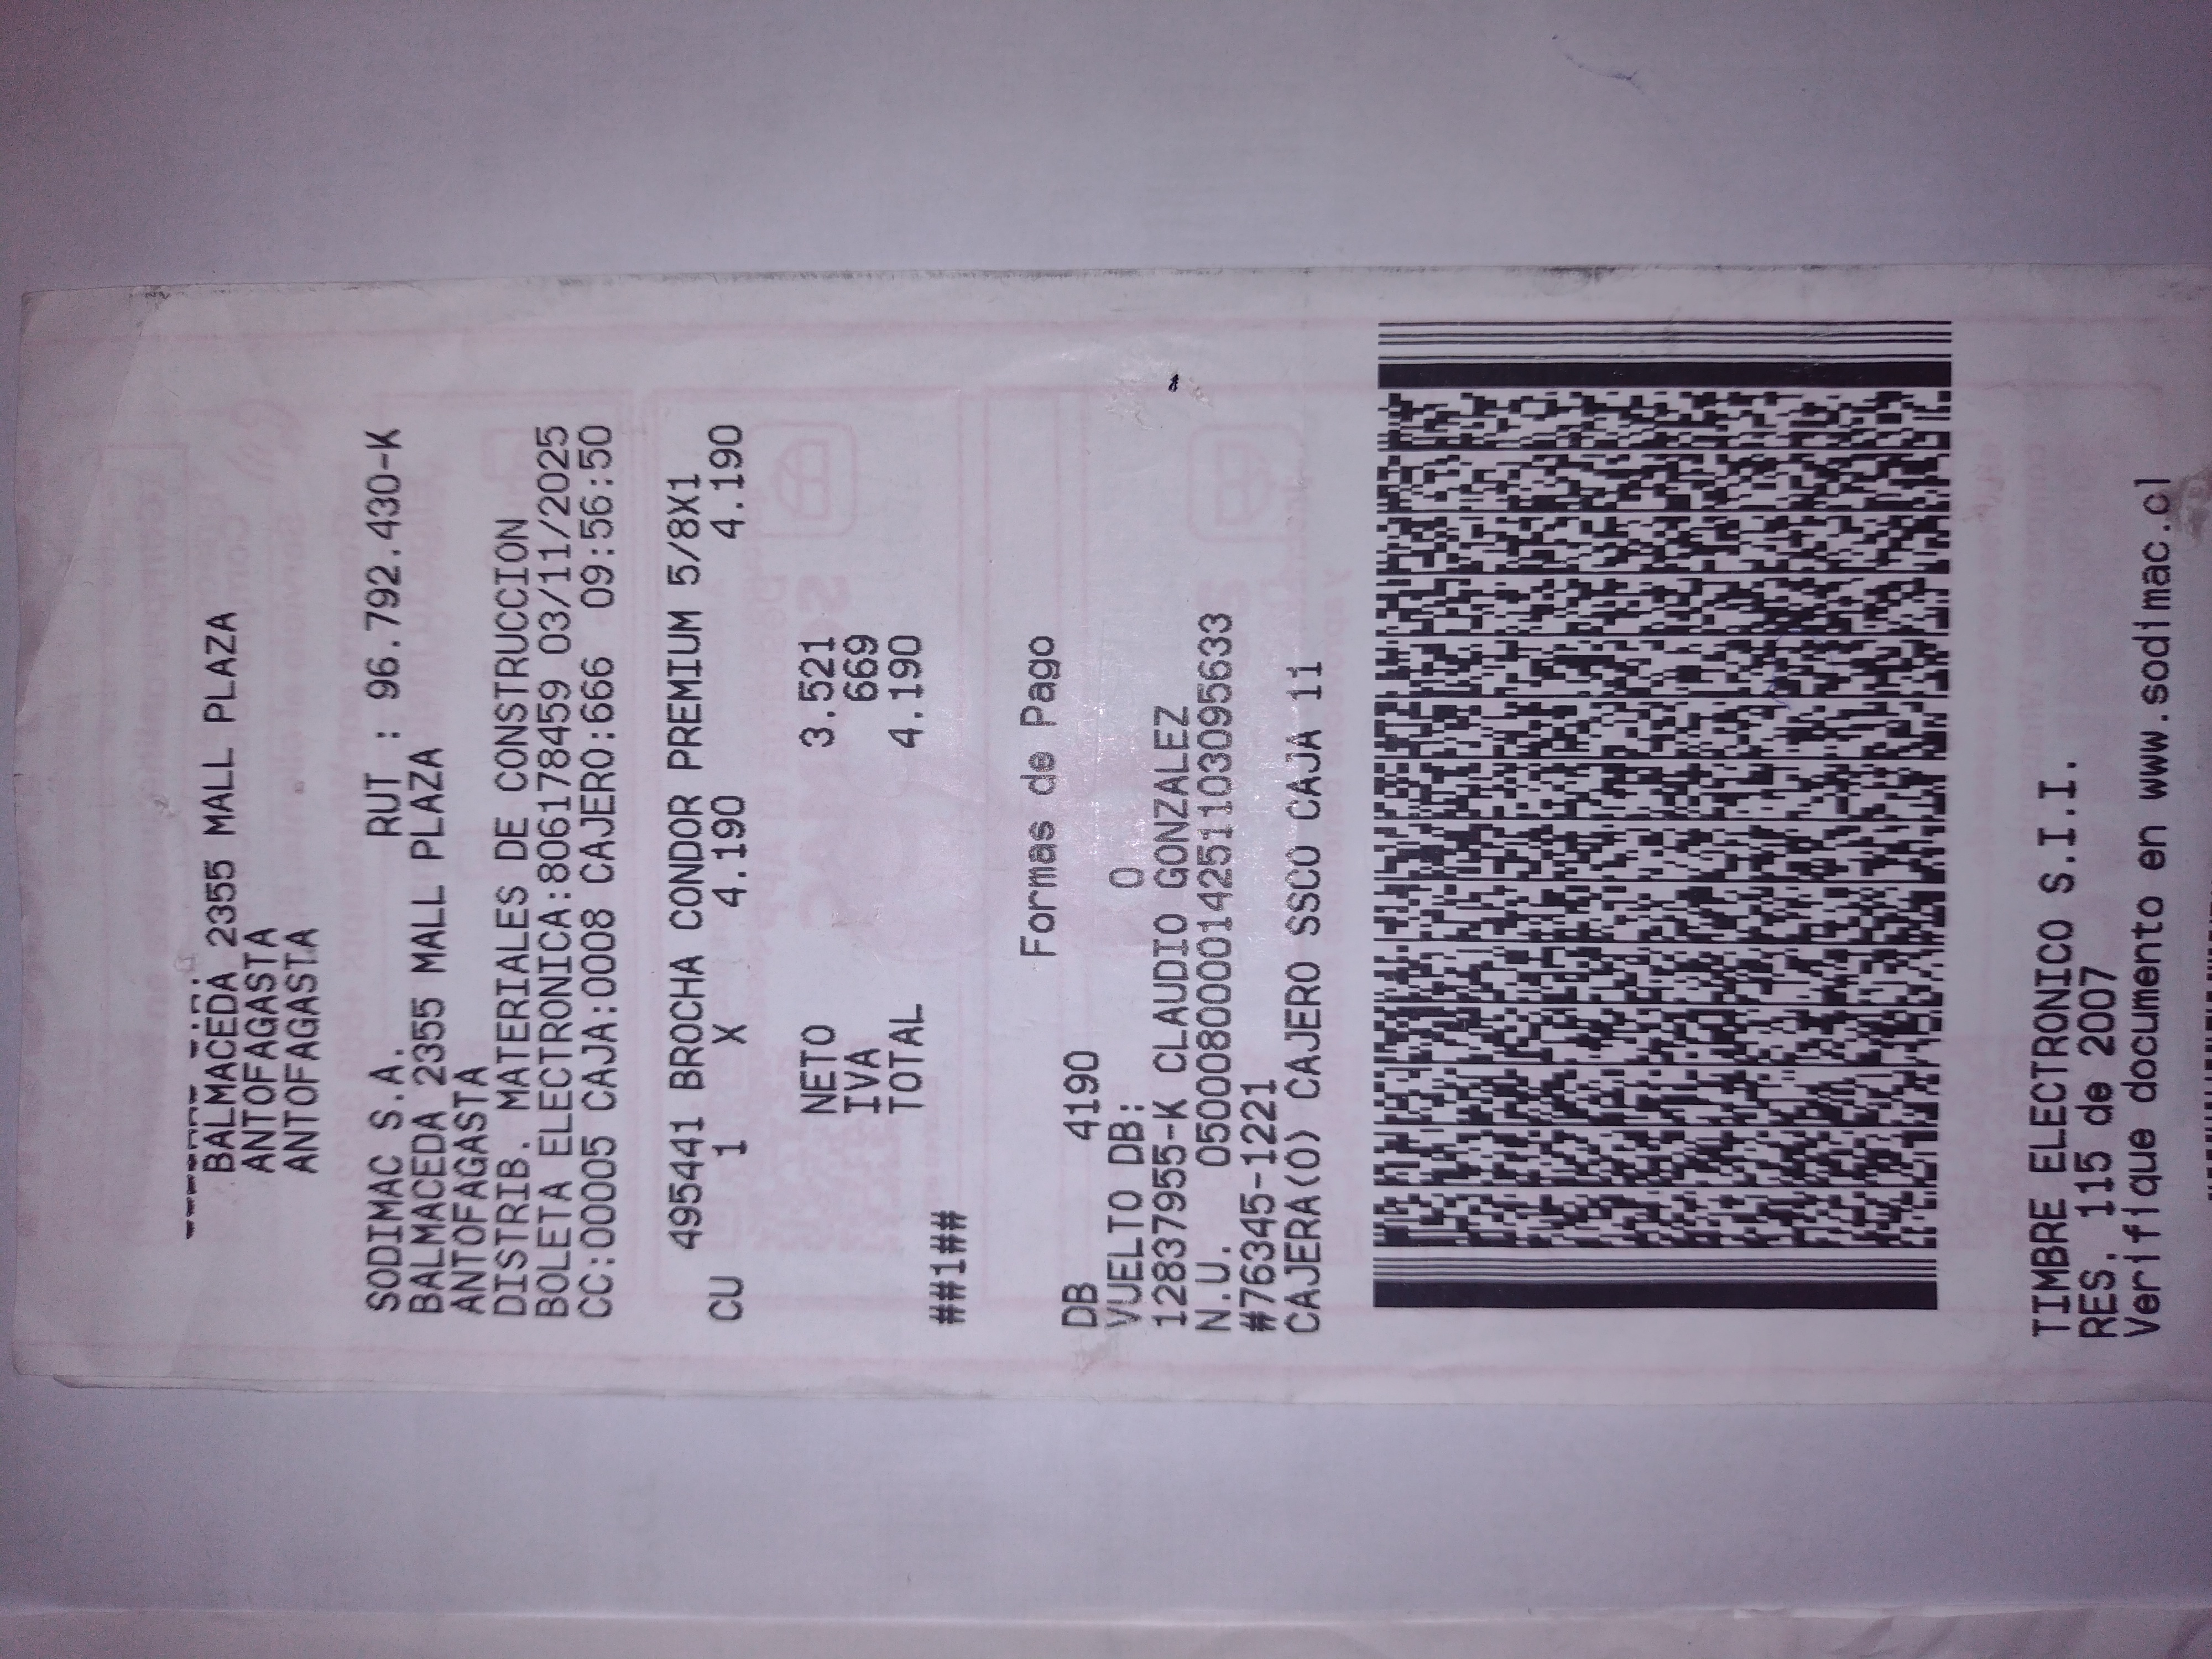 BALMACEDA 2355 MALL PLAZA
ANTOFAGASTA
ANTOFAGASTA
SODIMAC S.A. RUT : 96.792.430-K
BALMACEDA 2355 MALL PLAZA
ANTOFAGASTA
DISTRIB. MATERIALES DE CONSTRUCCION
BOLETA ELECTRONICA:806178459 03/11/2025
CC:00005 CAJA:0008 CAJERO:666 09:56:50
495441 BROCHA CONDOR PREMIUM 5/8X1
CU 1 X 4.190 4.190
NETO 3.521
IVA 669
TOTAL 4.190
##1##
Formas de Pago
DB 4190
VUELTO DB: 0
12837955-K CLAUDIO GONZALEZ
N.U. 050008000014251103095633
#76345-1221
CAJERA(O) CAJERO SSCO CAJA 11
TIMBRE ELECTRONICO S.I.I.
RES. 115 de 2007
Verifique documento en www.sodimac.cl